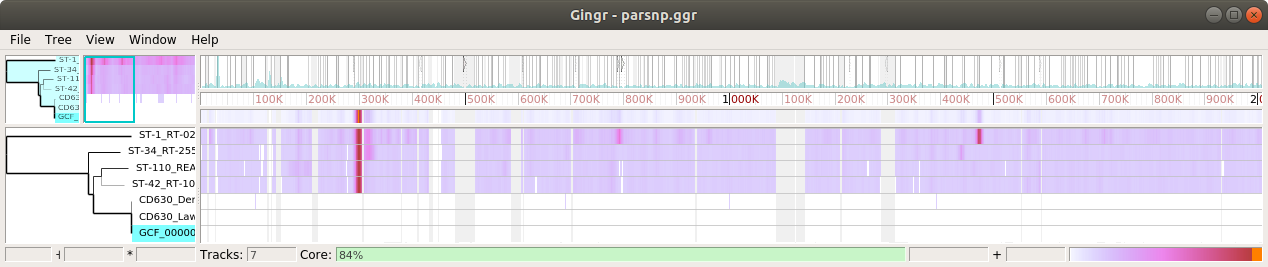 Gingr - parsnp.ggr
File Tree View Window Help
ST-1_
ST-34_
ST-11
ST-42
CD63
CD63
GCF_
100K 200K 300K 400K 500K 600K 700K 800K 900K 1000K 100K 200K 300K 400K 500K 600K 700K 800K 900K 2(
ST-1_RT-02
ST-34_RT-255
ST-110_REA
ST-42_RT-10
CD630_Der
CD630_Law
GCF_00000
* Tracks: 7 Core: 84% +